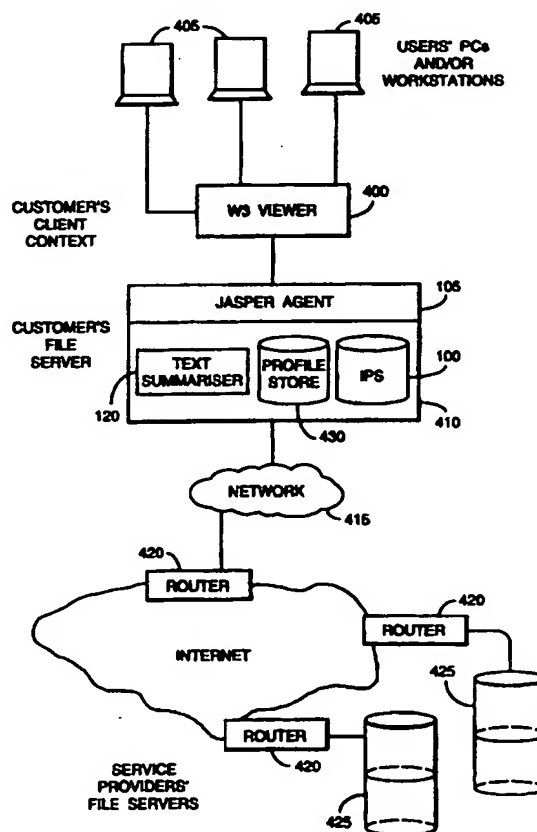 405
405
USERS' PCs
AND/OR
WORKSTATIONS
W3 VIEWER
400
CUSTOMER'S
CLIENT
CONTEXT
JASPER AGENT
105
CUSTOMER'S
FILE
SERVER
TEXT
SUMMARISER
PROFILE
STORE
IPS
100
120
430
410
NETWORK
415
420
ROUTER
420
ROUTER
INTERNET
425
ROUTER
420
425
SERVICE
PROVIDERS'
FILE SERVERS